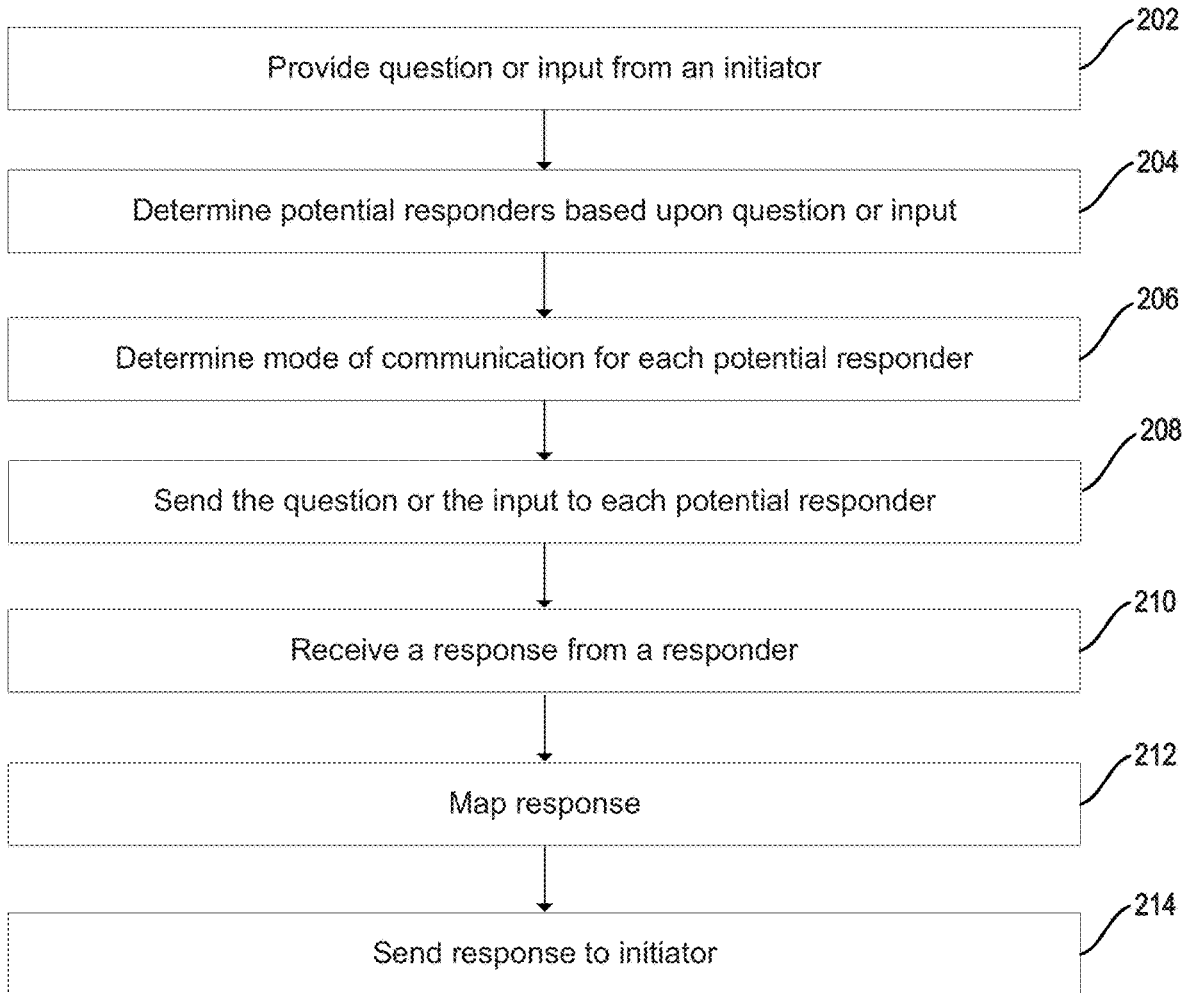 202
Provide question or input from an initiator
204
Determine potential responders based upon question or input
206
Determine mode of communication for each potential responder
208
Send the question or the input to each potential responder
210
Receive a response from a responder
212
Map response
214
Send response to initiator